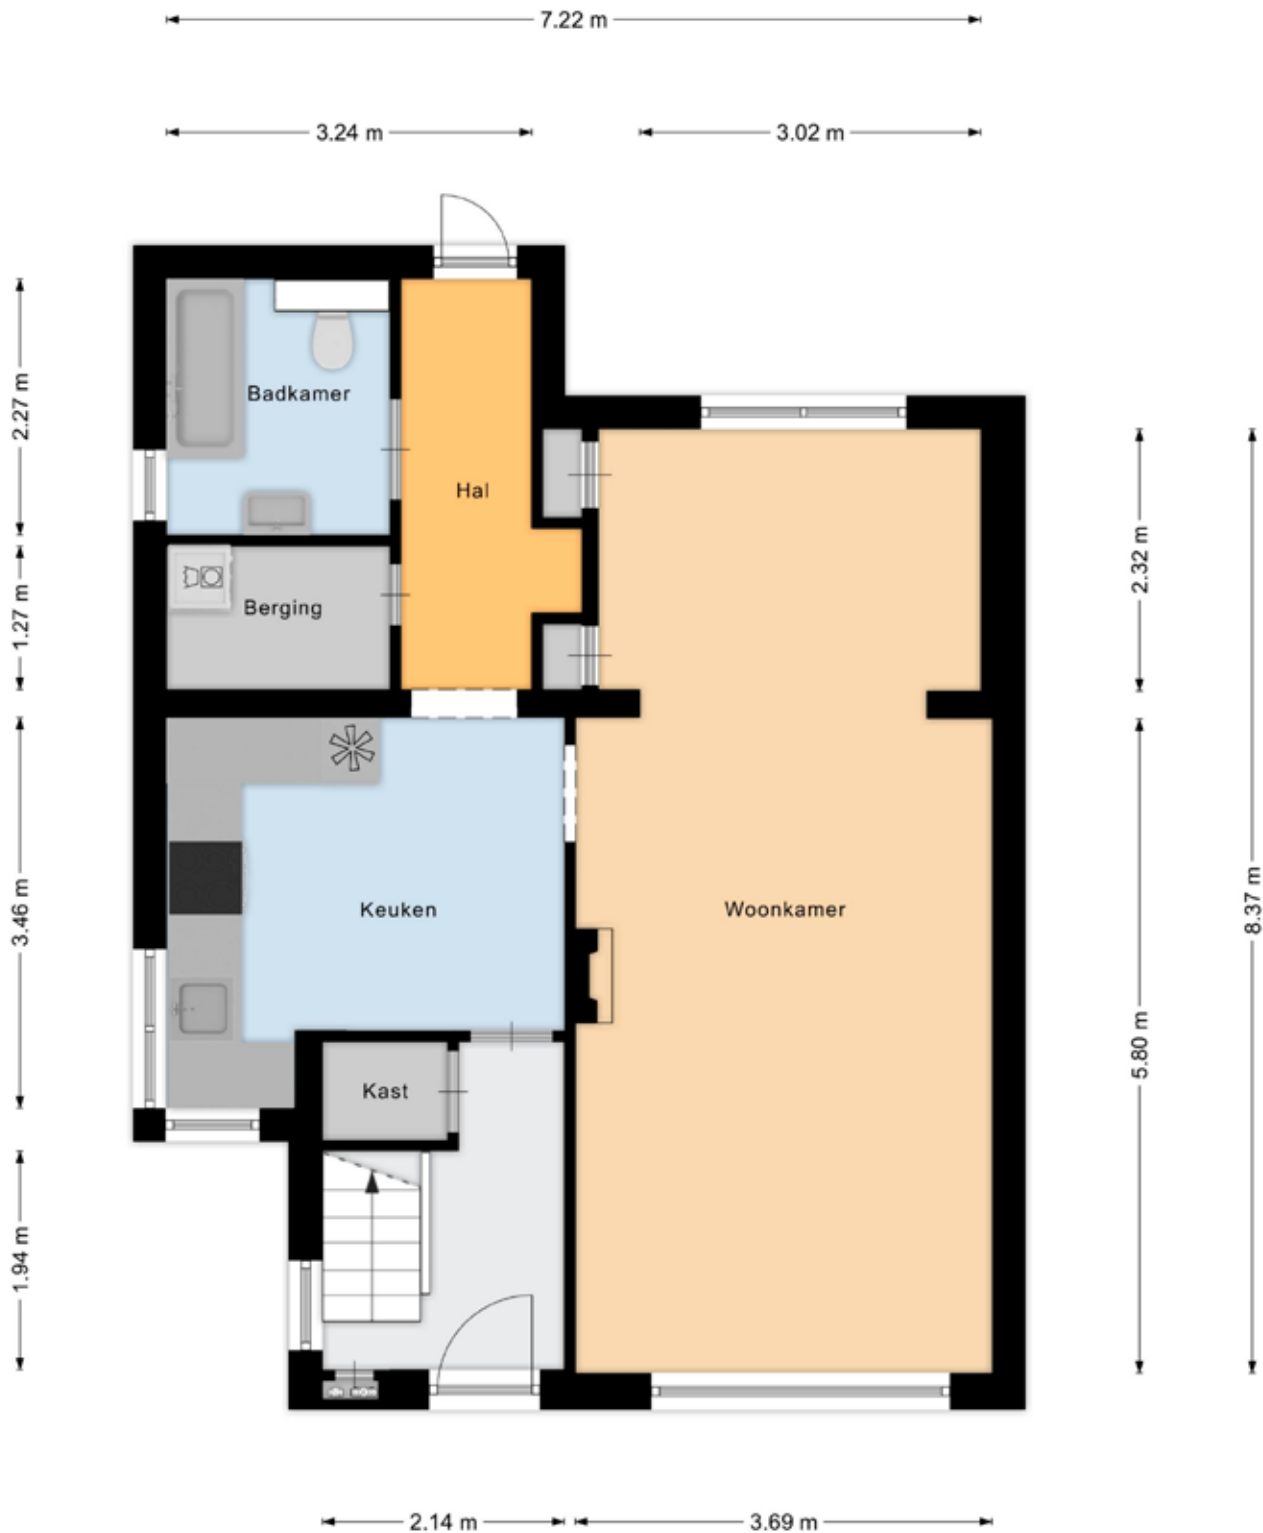 7.22 m
3.24 m
3.02 m
Badkamer
2.27 m
Hal
2.32 m
1.27 m
Berging
3.46 m
Keuken
Woonkamer
8.37 m
5.80 m
Kast
1.94 m
2.14 m
3.69 m